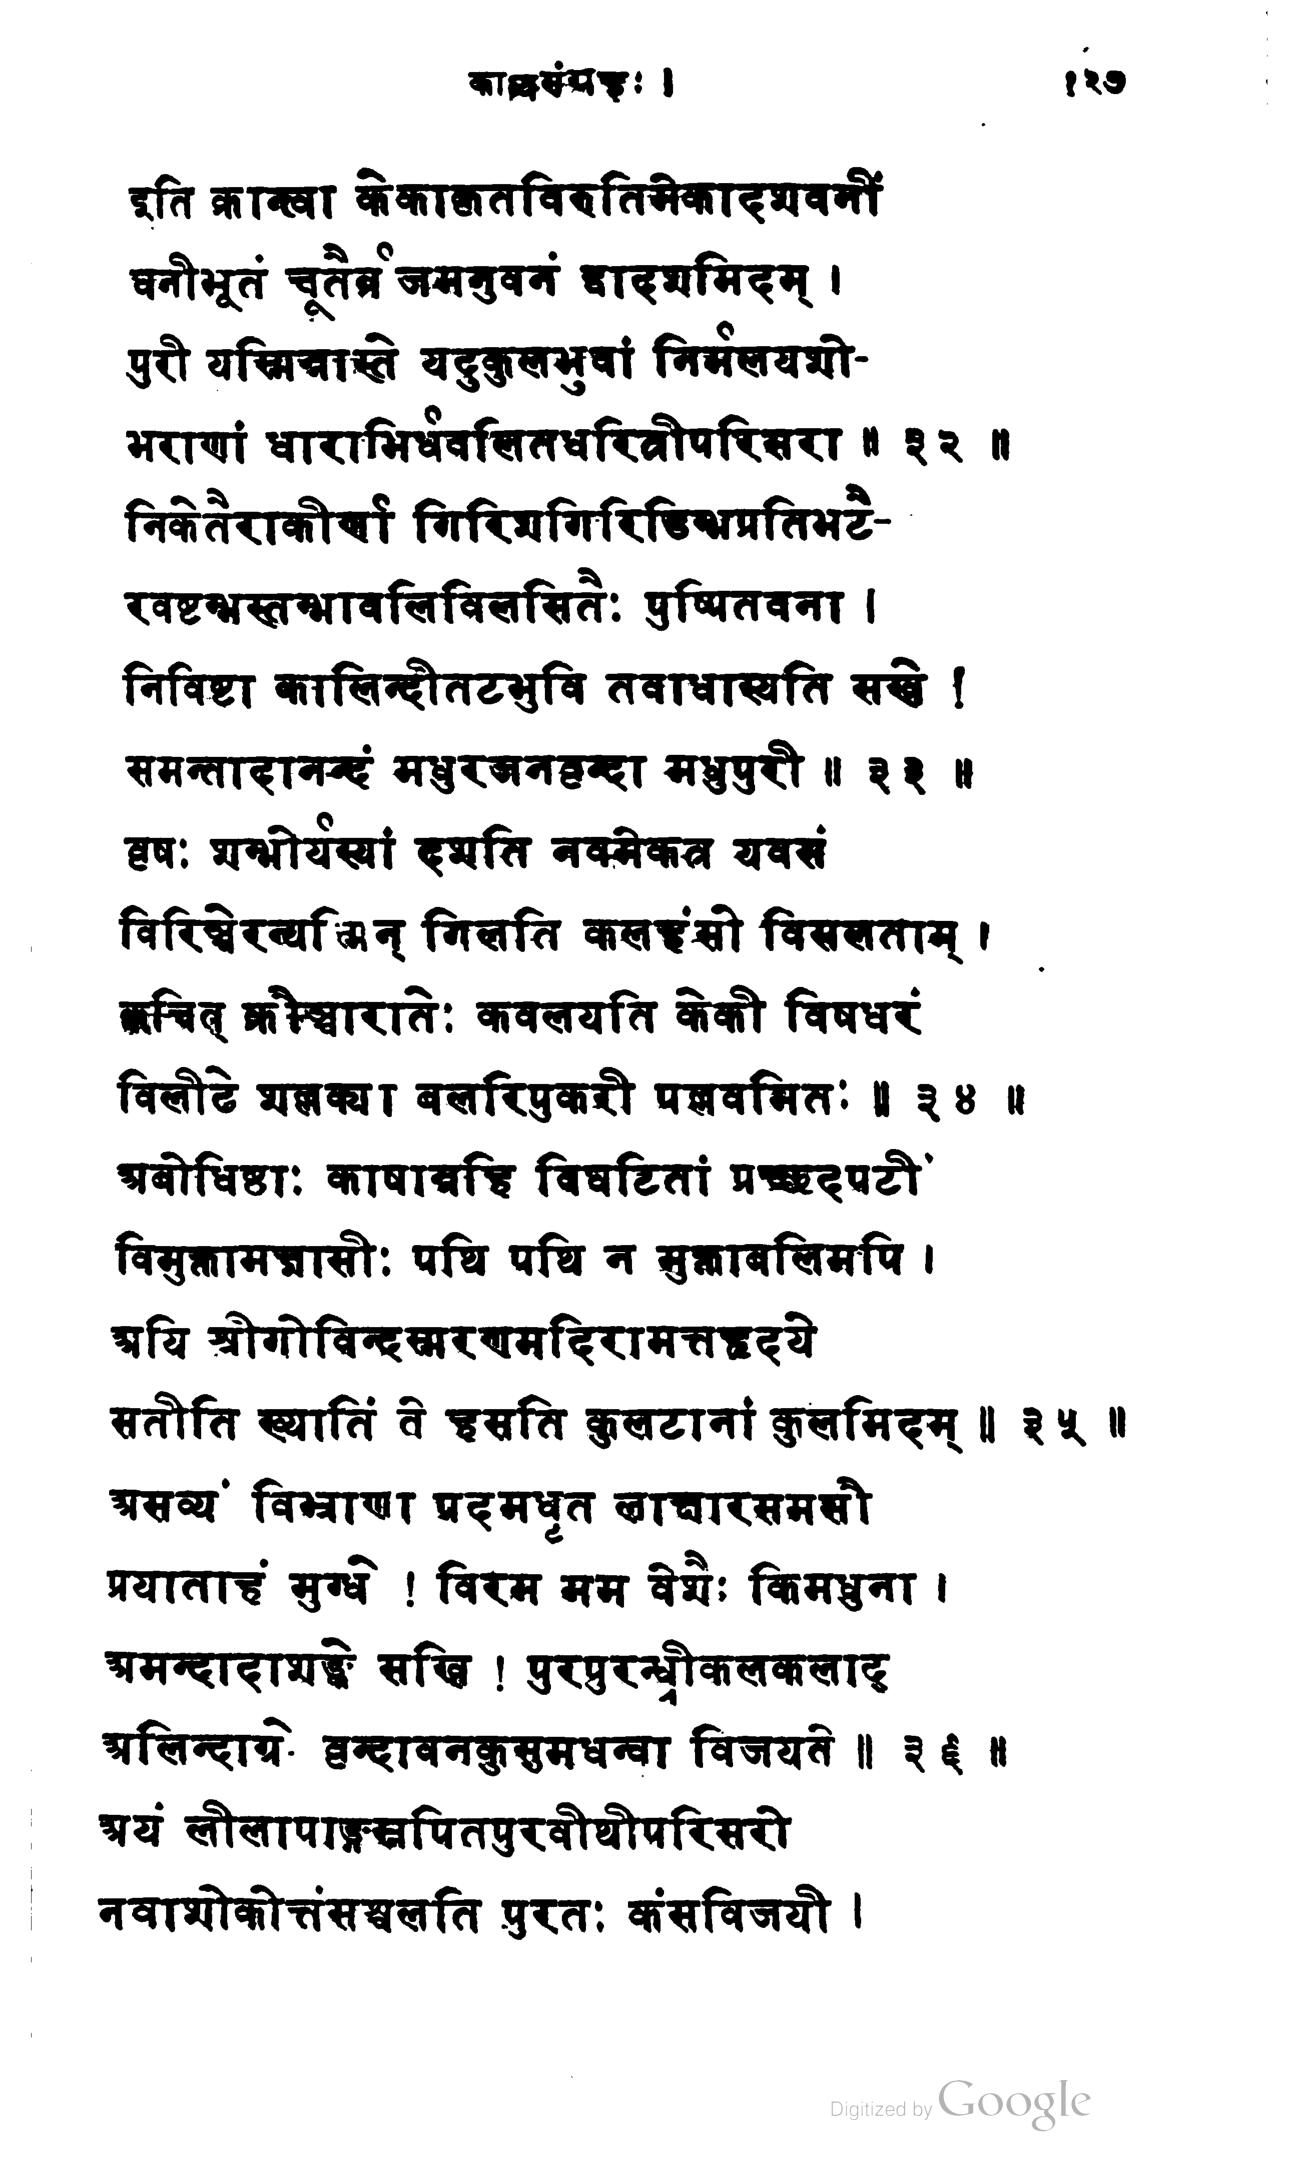 काव्यसंग्रहः । १२७
इति क्रान्त्वा केकाकृतविरुतिमेकादशवनीं
घनीभूतं चूतैर्व्रजमनुवनं द्वादशमिदम् ।
पुरी यस्मिन्नास्ते यदुकुलभुवां निर्मलयशो-
भराणां धाराभिर्धवलितधरित्रीपरिसरा ॥ ३२ ॥
निकेतैराकीर्णा गिरिशगिरिडिम्भप्रतिभटै-
रवष्टम्भस्तम्भावलिविलसितैः पुष्पितवना ।
निविष्टा कालिन्दीतटभुवि तवाधास्यति सखे !
समन्तादानन्दं मधुरजनवृन्दा मधुपुरी ॥ ३३ ॥
वृषः शम्भोर्यस्यां दशति नवमेकत्र यवसं
विरिञ्चेरन्यस्मिन् गिलति कलहंसो विसलताम् ।
क्वचित् क्रौञ्चारातेः कवलयति केकी विषधरं
विलीढे शल्लक्या बलरिपुकरी पल्लवमितः ॥ ३४ ॥
अबोधिष्ठाः काषान्नहि विघटितां प्रच्छदपटीं
विमुक्तामज्ञासीः पथि पथि न मुक्तावलिमपि ।
अयि श्रीगोविन्दस्मरणमदिरामत्तहृदये
सतीति ख्यातिं ते हसति कुलटानां कुलमिदम् ॥ ३५ ॥
असव्यं विभ्राणा पदमधृत लाक्षारसमसौ
प्रयाताहं मुग्धे ! विरम मम वेशैः किमधुना ।
अमन्दादाशङ्के सखि ! पुरपुरन्ध्रीकलकलाद्
अलिन्दाग्रे वृन्दावनकुसुमधन्वा विजयते ॥ ३६ ॥
अयं लीलापाङ्गस्नपितपुरवीथीपरिसरो
नवाशोकोत्तंसश्चलति पुरतः कंसविजयी ।
Digitized by Google